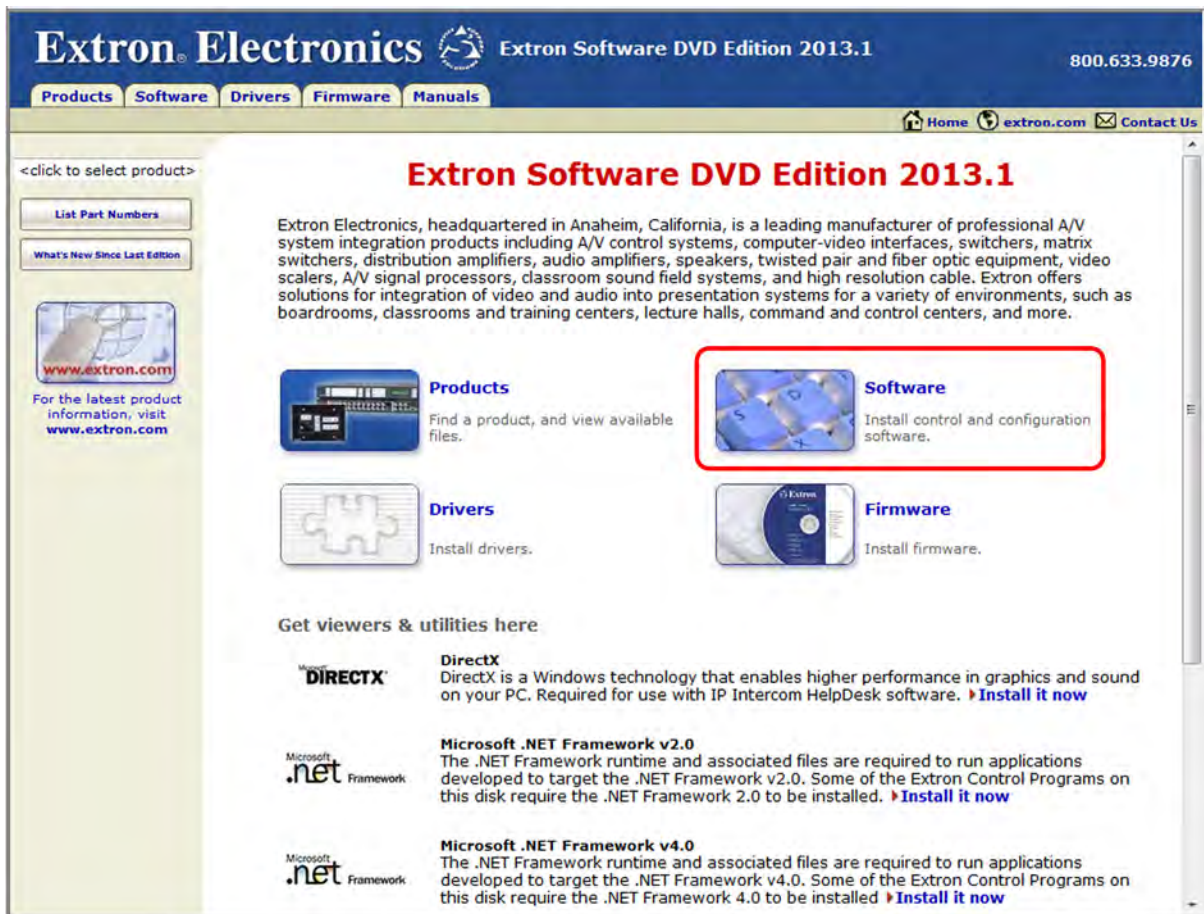 Extron® Electronics Extron Software DVD Edition 2013.1
800.633.9876
Products Software Drivers Firmware Manuals
Home extron.com Contact Us
<click to select product>
List Part Numbers
What's New Since Last Edition
www.extron.com
For the latest product
information, visit
www.extron.com
Extron Software DVD Edition 2013.1
Extron Electronics, headquartered in Anaheim, California, is a leading manufacturer of professional A/V
system integration products including A/V control systems, computer-video interfaces, switchers, matrix
switchers, distribution amplifiers, audio amplifiers, speakers, twisted pair and fiber optic equipment, video
scalers, A/V signal processors, classroom sound field systems, and high resolution cable. Extron offers
solutions for integration of video and audio into presentation systems for a variety of environments, such as
boardrooms, classrooms and training centers, lecture halls, command and control centers, and more.
Products
Find a product, and view available
files.
S D
X
Software
Install control and configuration
software.
Drivers
Install drivers.
Extron
Firmware
Install firmware.
Get viewers & utilities here
Microsoft DIRECTX
DirectX
DirectX is a Windows technology that enables higher performance in graphics and sound
on your PC. Required for use with IP Intercom HelpDesk software. Install it now
Microsoft .net Framework
Microsoft .NET Framework v2.0
The .NET Framework runtime and associated files are required to run applications
developed to target the .NET Framework v2.0. Some of the Extron Control Programs on
this disk require the .NET Framework 2.0 to be installed. Install it now
Microsoft .net Framework
Microsoft .NET Framework v4.0
The .NET Framework runtime and associated files are required to run applications
developed to target the .NET Framework v4.0. Some of the Extron Control Programs on
this disk require the .NET Framework 4.0 to be installed Install it now